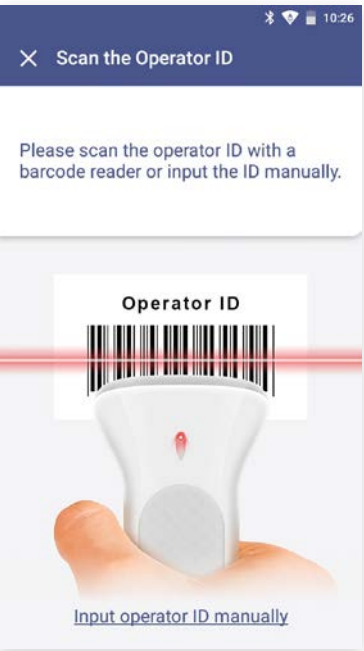 10:26
Scan the Operator ID
Please scan the operator ID with a
barcode reader or input the ID manually.
Operator ID
Input operator ID manually